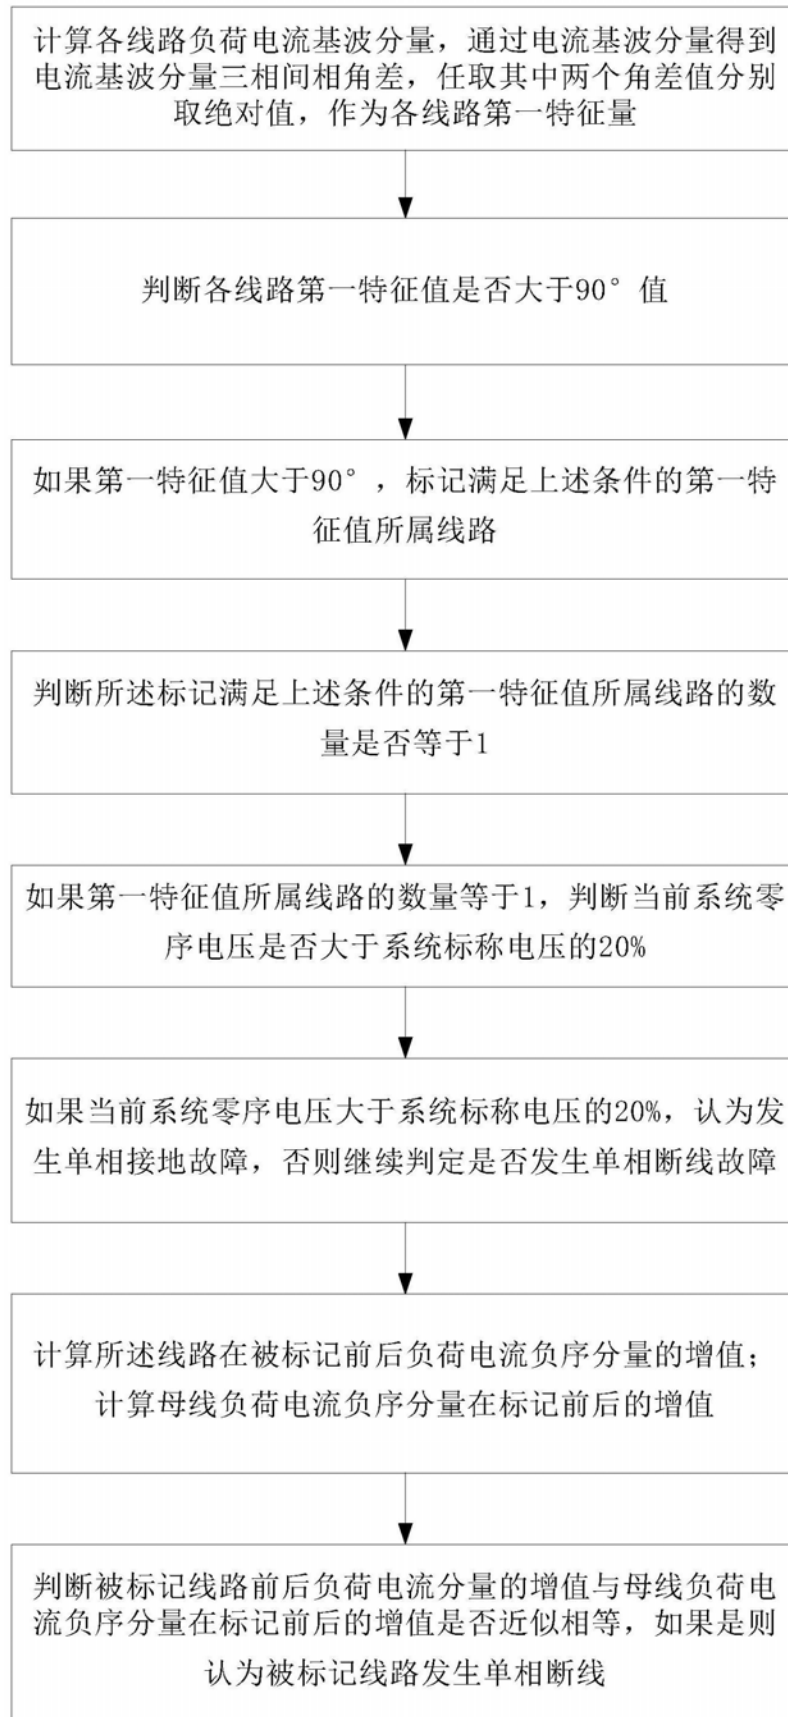 计算各线路负荷电流基波分量，通过电流基波分量得到
电流基波分量三相间相角差，任取其中两个角差值分别
取绝对值，作为各线路第一特征量
判断各线路第一特征值是否大于90°值
如果第一特征值大于90°，标记满足上述条件的第一特
征值所属线路
判断所述标记满足上述条件的第一特征值所属线路的数
量是否等于1
如果第一特征值所属线路的数量等于1，判断当前系统零
序电压是否大于系统标称电压的20%
如果当前系统零序电压大于系统标称电压的20%，认为发
生单相接地故障，否则继续判定是否发生单相断线故障
计算所述线路在被标记前后负荷电流负序分量的增值；
计算母线负荷电流负序分量在标记前后的增值
判断被标记线路前后负荷电流分量的增值与母线负荷电
流负序分量在标记前后的增值是否近似相等，如果是则
认为被标记线路发生单相断线